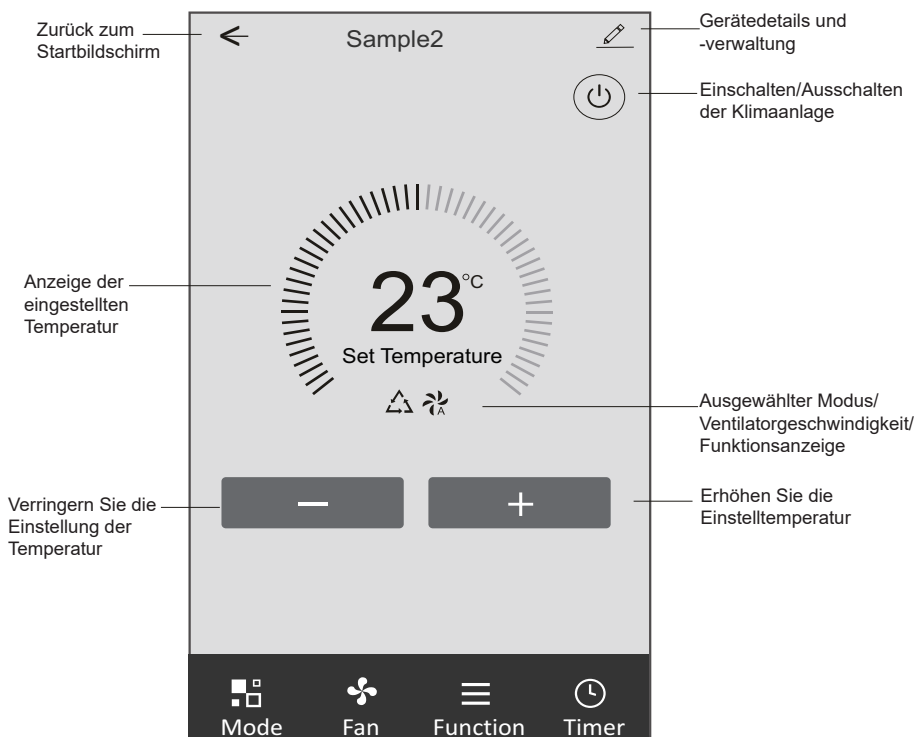 Zurück zum
Startbildschirm
Sample2
Gerätedetails und
-verwaltung
Einschalten/Ausschalten
der Klimaanlage
Anzeige der
eingestellten
Temperatur
23°C
Set Temperature
A
Ausgewählter Modus/
Ventilatorgeschwindigkeit/
Funktionsanzeige
Verringern Sie die
Einstellung der
Temperatur
Erhöhen Sie die
Einstelltemperatur
Mode Fan Function Timer